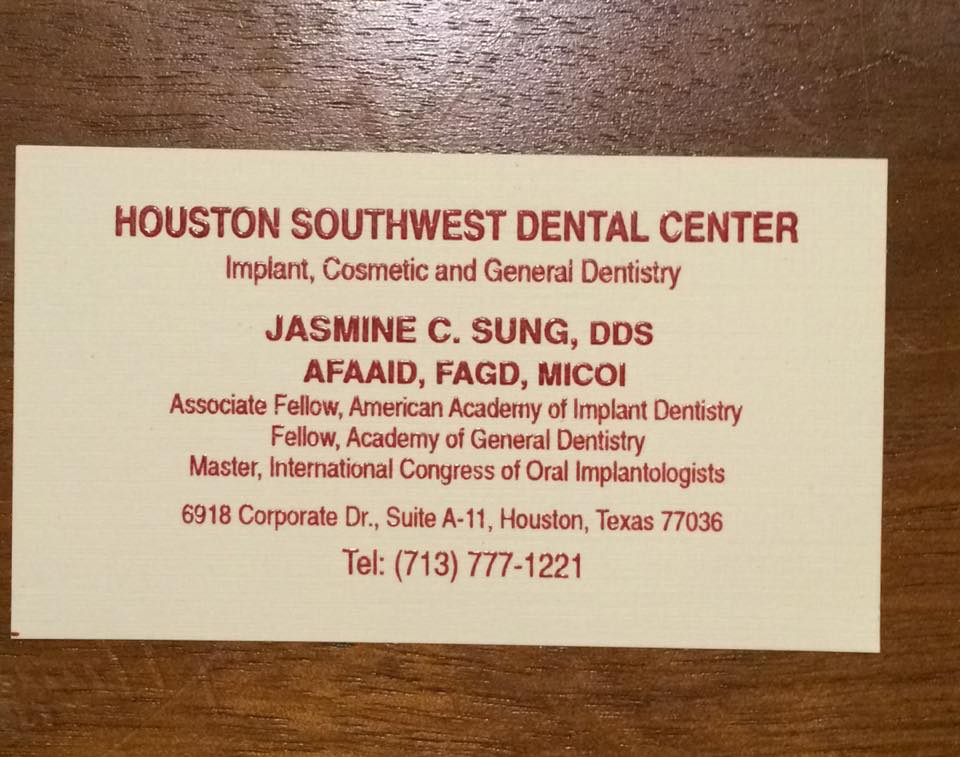 HOUSTON SOUTHWEST DENTAL CENTER
Implant, Cosmetic and General Dentistry
JASMINE C. SUNG, DDS
AFAAID, FAGD, MICOI
Associate Fellow, American Academy of Implant Dentistry
Fellow, Academy of General Dentistry
Master, International Congress of Oral Implantologists
6918 Corporate Dr., Suite A-11, Houston, Texas 77036
Tel: (713) 777-1221